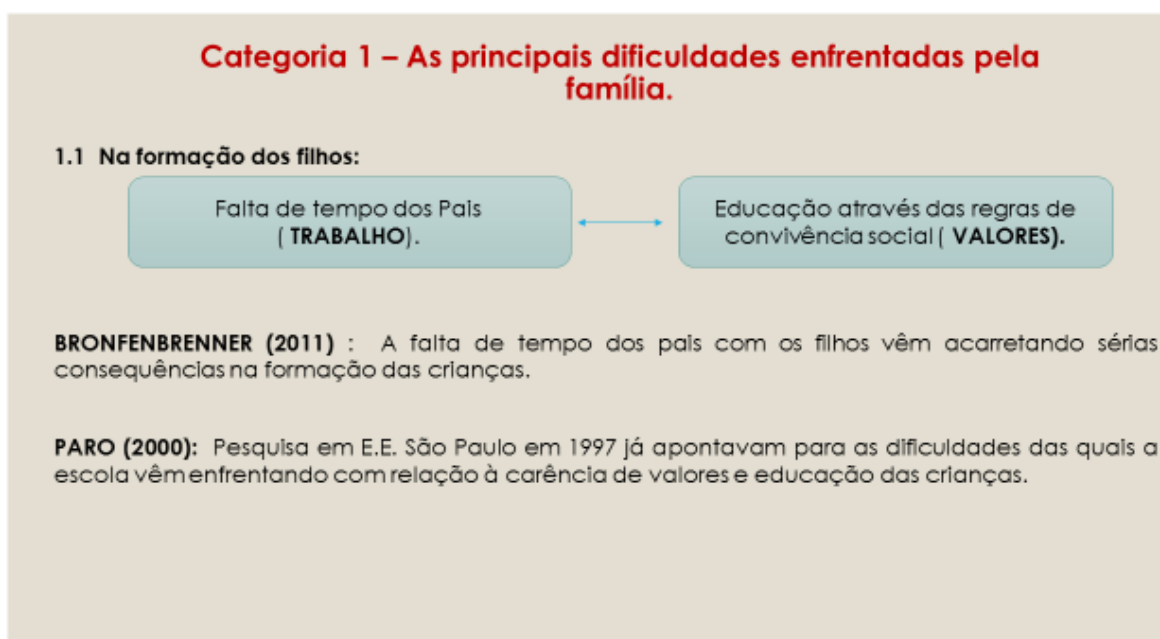 Categoria 1 – As principais dificuldades enfrentadas pela
família.
1.1 Na formação dos filhos:
Falta de tempo dos Pais
( TRABALHO).
Educação através das regras de
convivência social ( VALORES).
BRONFENBRENNER (2011) : A falta de tempo dos pais com os filhos vêm acarretando sérias
consequências na formação das crianças.
PARO (2000): Pesquisa em E.E. São Paulo em 1997 já apontavam para as dificuldades das quais a
escola vêm enfrentando com relação à carência de valores e educação das crianças.